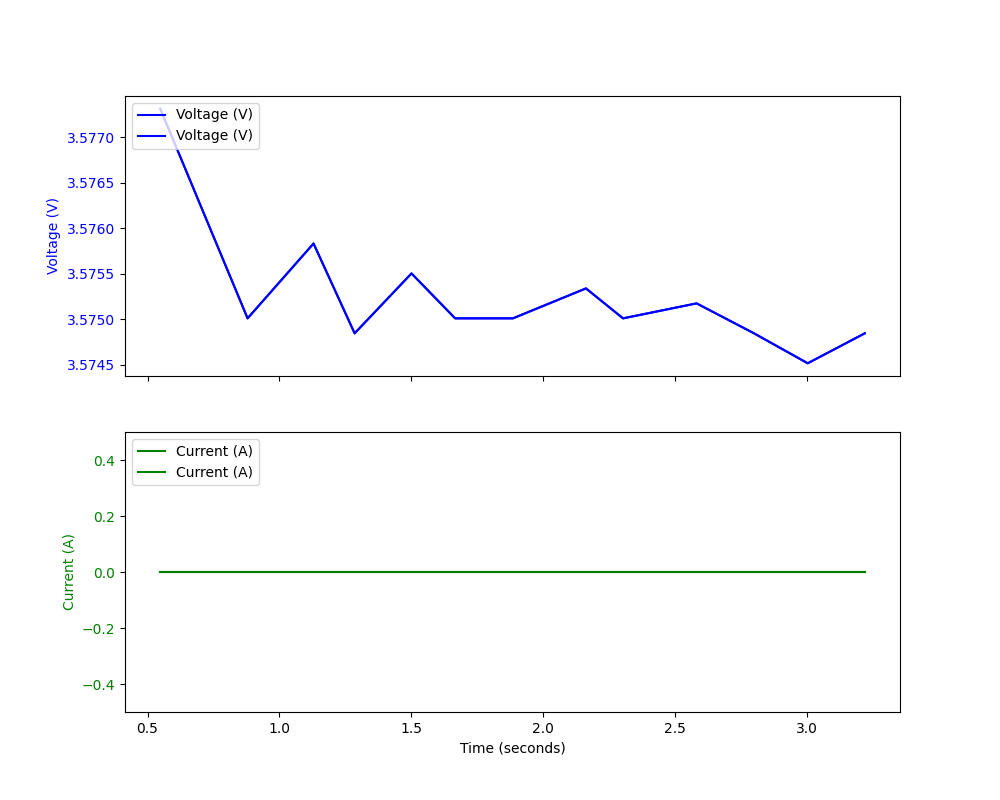 Voltage (V)
Voltage (V)
3.5770
3.5765
3.5760
3.5755
3.5750
3.5745
Voltage (V)
Current (A)
Current (A)
0.4
0.2
0.0
−0.2
−0.4
Current (A)
0.5 1.0 1.5 2.0 2.5 3.0
Time (seconds)